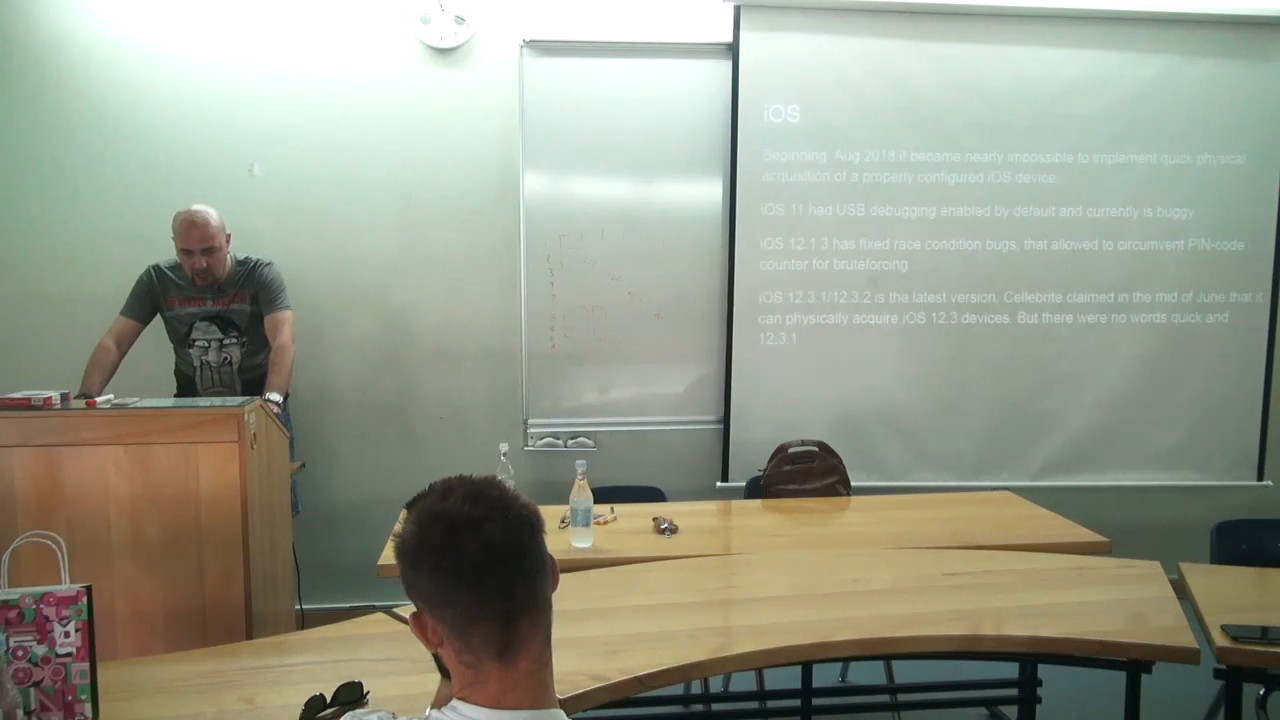 iOS
Beginning Aug 2018 it became nearly impossible to implement quick physical
acquisition of a properly configured iOS device.
iOS 11 had USB debugging enabled by default and currently is buggy
iOS 12.1.3 has fixed race condition bugs, that allowed to circumvent PIN-code
counter for bruteforcing
iOS 12.3.1/12.3.2 is the latest version. Cellebrite claimed in the mid of June that it
can physically acquire iOS 12.3 devices. But there were no words quick and
12.3.1